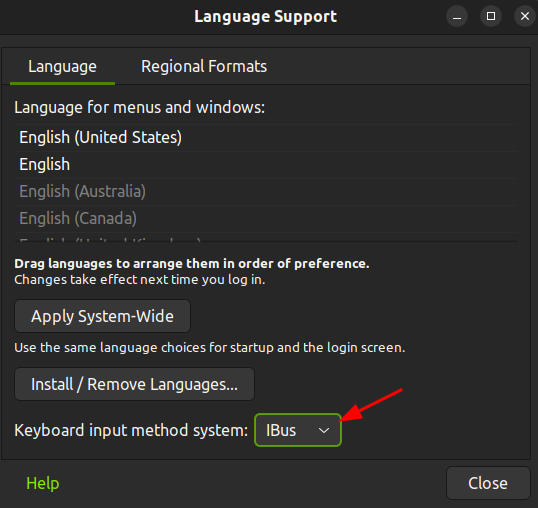 Language Support
Language
Regional Formats
Language for menus and windows:
English (United States)
English
English (Australia)
English (Canada)
English (United Kingdom)
Drag languages to arrange them in order of preference.
Changes take effect next time you log in.
Apply System-Wide
Use the same language choices for startup and the login screen.
Install / Remove Languages...
Keyboard input method system: IBus
Help
Close